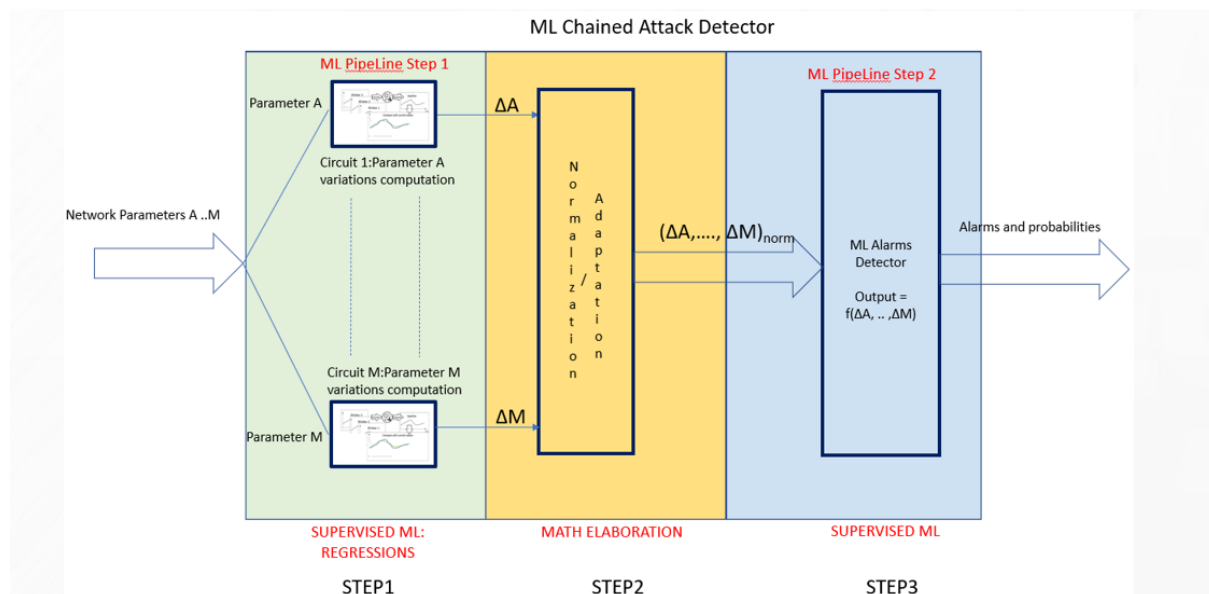 ML Chained Attack Detector
ML PipeLine Step 1
ML PipeLine Step 2
Parameter A
ΔA
Circuit 1:Parameter A
variations computation
Network Parameters A ..M
Normalization
/
Adaptation
(ΔA,...., ΔM)norm
ML Alarms
Detector
Output =
f(ΔA, .. ,ΔM)
Alarms and probabilities
Circuit M:Parameter M
variations computation
ΔM
Parameter M
SUPERVISED ML:
REGRESSIONS
MATH ELABORATION
SUPERVISED ML
STEP1
STEP2
STEP3